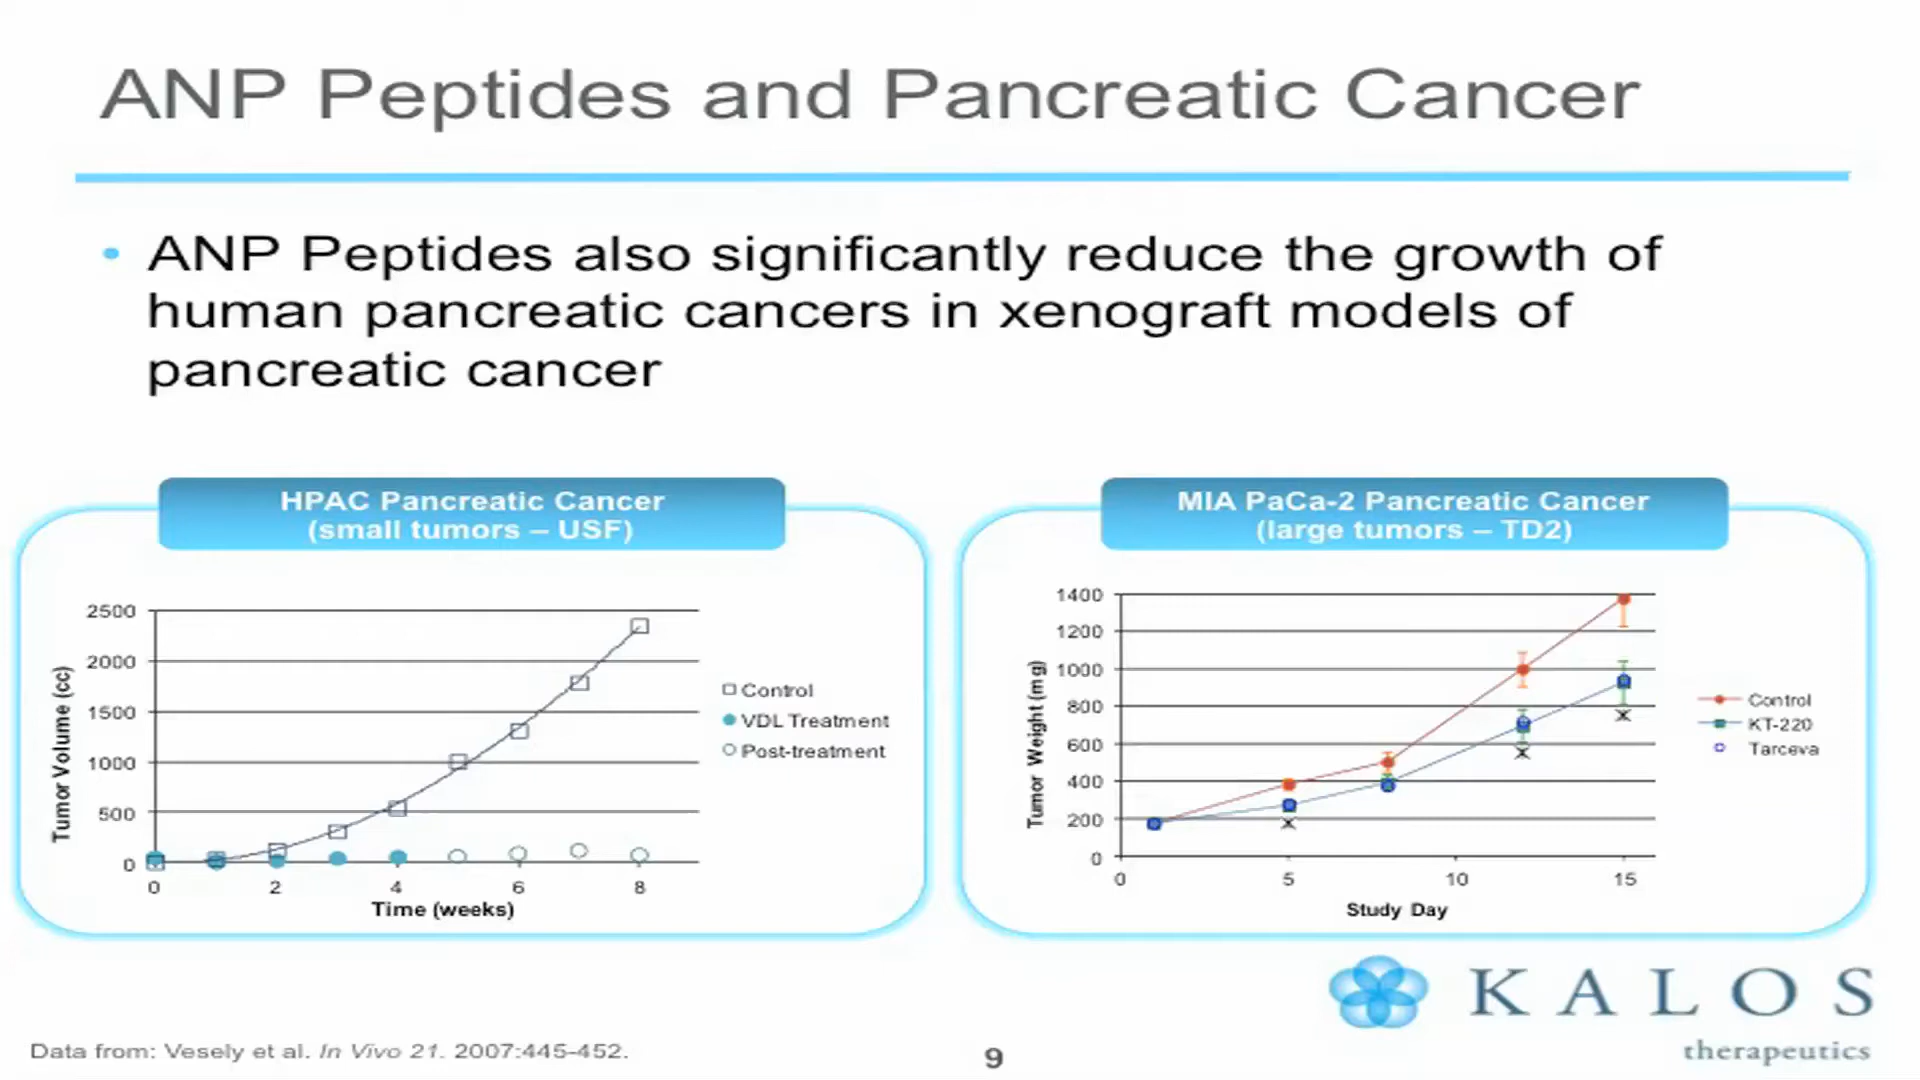 ANP Peptides and Pancreatic Cancer
• ANP Peptides also significantly reduce the growth of
human pancreatic cancers in xenograft models of
pancreatic cancer
HPAC Pancreatic Cancer
(small tumors – USF)
2500
2000
1500
1000
500
0
Tumor Volume (cc)
0 2 4 6 8
Time (weeks)
Control
VDL Treatment
Post-treatment
MIA PaCa-2 Pancreatic Cancer
(large tumors – TD2)
1400
1200
1000
800
600
400
200
0
Tumor Weight (mg)
0 5 10 15
Study Day
Control
KT-220
Tarceva
KALOS
therapeutics
Data from: Vesely et al. In Vivo 21. 2007:445-452.
9